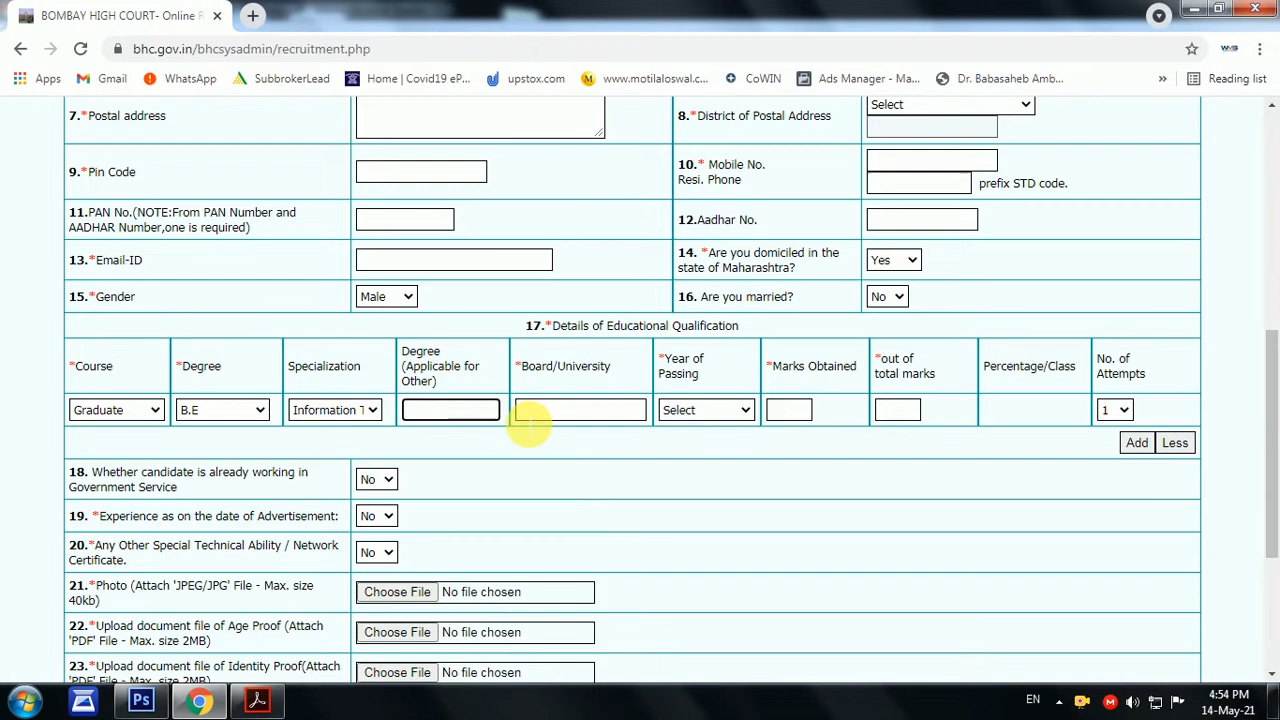 BOMBAY HIGH COURT- Online R
bhc.gov.in/bhcsysadmin/recruitment.php
Apps Gmail WhatsApp SubbrokerLead Home | Covid19 eP... upstox.com www.motilaloswal.... CoWIN Ads Manager - Ma... Dr. Babasaheb Amb... » Reading list
7.*Postal address
8.*District of Postal Address
Select
9.*Pin Code
10.* Mobile No.
Resi. Phone
prefix STD code.
11.PAN No.(NOTE:From PAN Number and
AADHAR Number,one is required)
12.Aadhar No.
13.*Email-ID
14. *Are you domiciled in the
state of Maharashtra?
Yes
15.*Gender
Male
16. Are you married?
No
17.*Details of Educational Qualification
*Course
*Degree
Specialization
Degree
(Applicable for
Other)
*Board/University
*Year of
Passing
*Marks Obtained
*out of
total marks
Percentage/Class
No. of
Attempts
Graduate B.E Information T Select 1
Add Less
18. Whether candidate is already working in
Government Service
No
19. *Experience as on the date of Advertisement:
No
20.*Any Other Special Technical Ability / Network
Certificate.
No
21.*Photo (Attach 'JPEG/JPG' File - Max. size
40kb)
Choose File No file chosen
22.*Upload document file of Age Proof (Attach
'PDF' File - Max. size 2MB)
Choose File No file chosen
23.*Upload document file of Identity Proof(Attach
'PDF' File - Max. size 2MB)
Choose File No file chosen
Ps
EN
4:54 PM
14-May-21